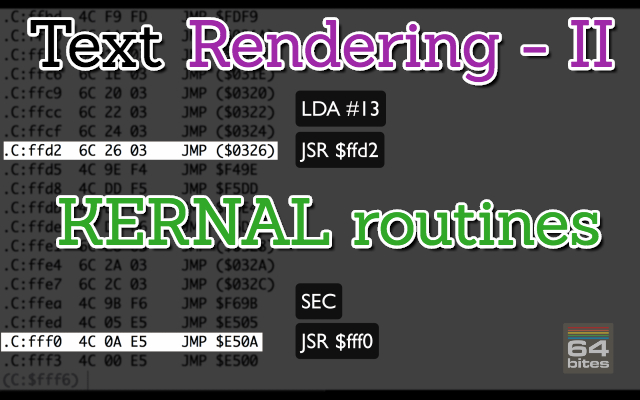 .C:ffbd 4C F9 FD JMP $FDF9
Text Rendering - II
JMP ($031E)
.C:ffc9 6C 20 03 JMP ($0320)
.C:ffcc 6C 22 03 JMP ($0322)
LDA #13
.C:ffcf 6C 24 03 JMP ($0324)
.C:ffd2 6C 26 03 JMP ($0326)
JSR $ffd2
.C:ffd5 4C 9E F4 JMP $F49E
.C:ffd8 4C DD F5 JMP $F5DD
KERNAL routines
.C:ffe4 6C 2A 03 JMP ($032A)
.C:ffe7 6C 2C 03 JMP ($032C)
.C:ffea 4C 9B F6 JMP $F69B
SEC
.C:ffed 4C 05 E5 JMP $E505
.C:fff0 4C 0A E5 JMP $E50A
JSR $fff0
.C:fff3 4C 00 E5 JMP $E500
(C:$fff6)
64
bites